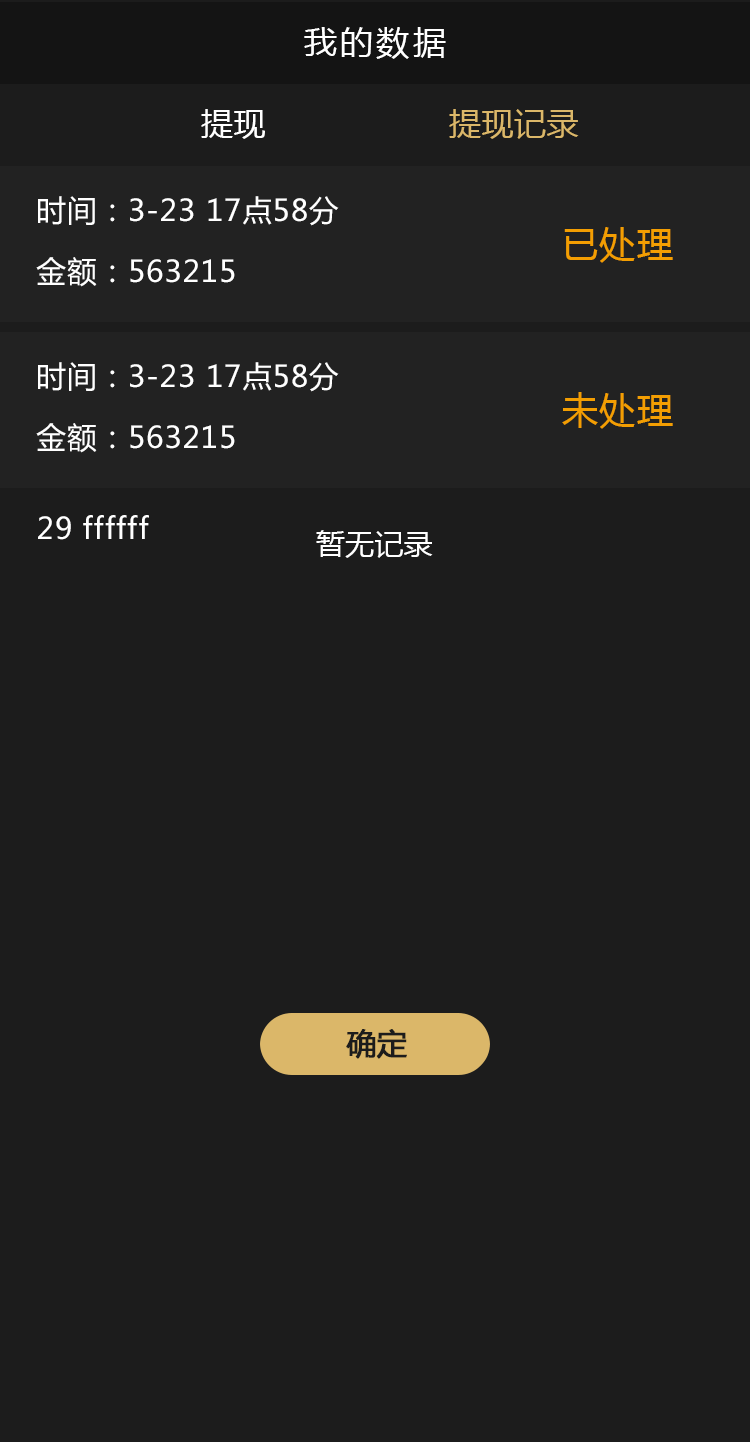 我的数据
提现 提现记录
时间：3-23 17点58分
已处理
金额：563215
时间：3-23 17点58分
未处理
金额：563215
29 ffffff
暂无记录
确定